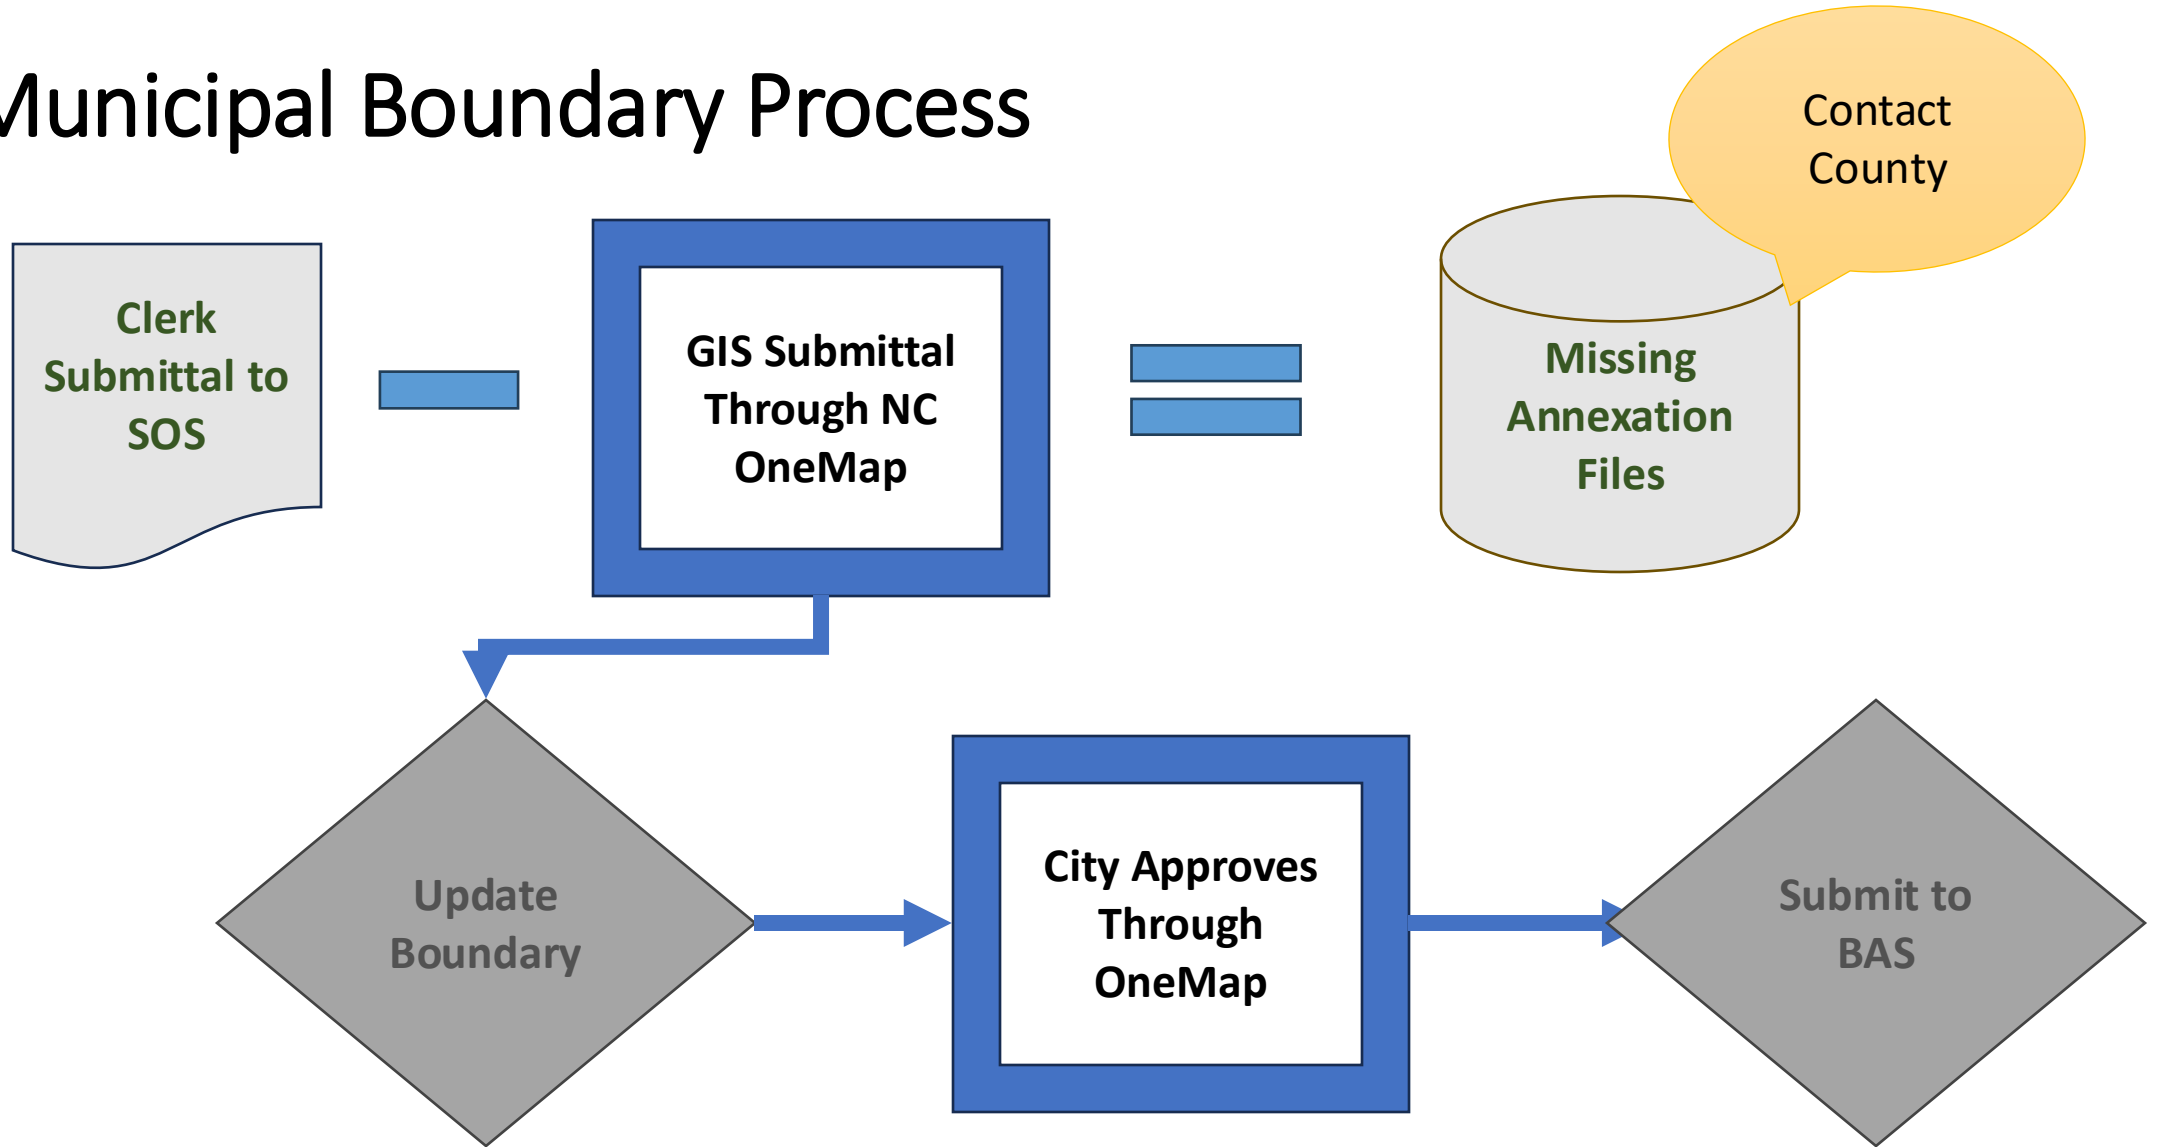 Municipal Boundary Process
Contact
County
Clerk
Submittal to
SOS
GIS Submittal
Through NC
OneMap
Missing
Annexation
Files
Update
Boundary
City Approves
Through
OneMap
Submit to
BAS